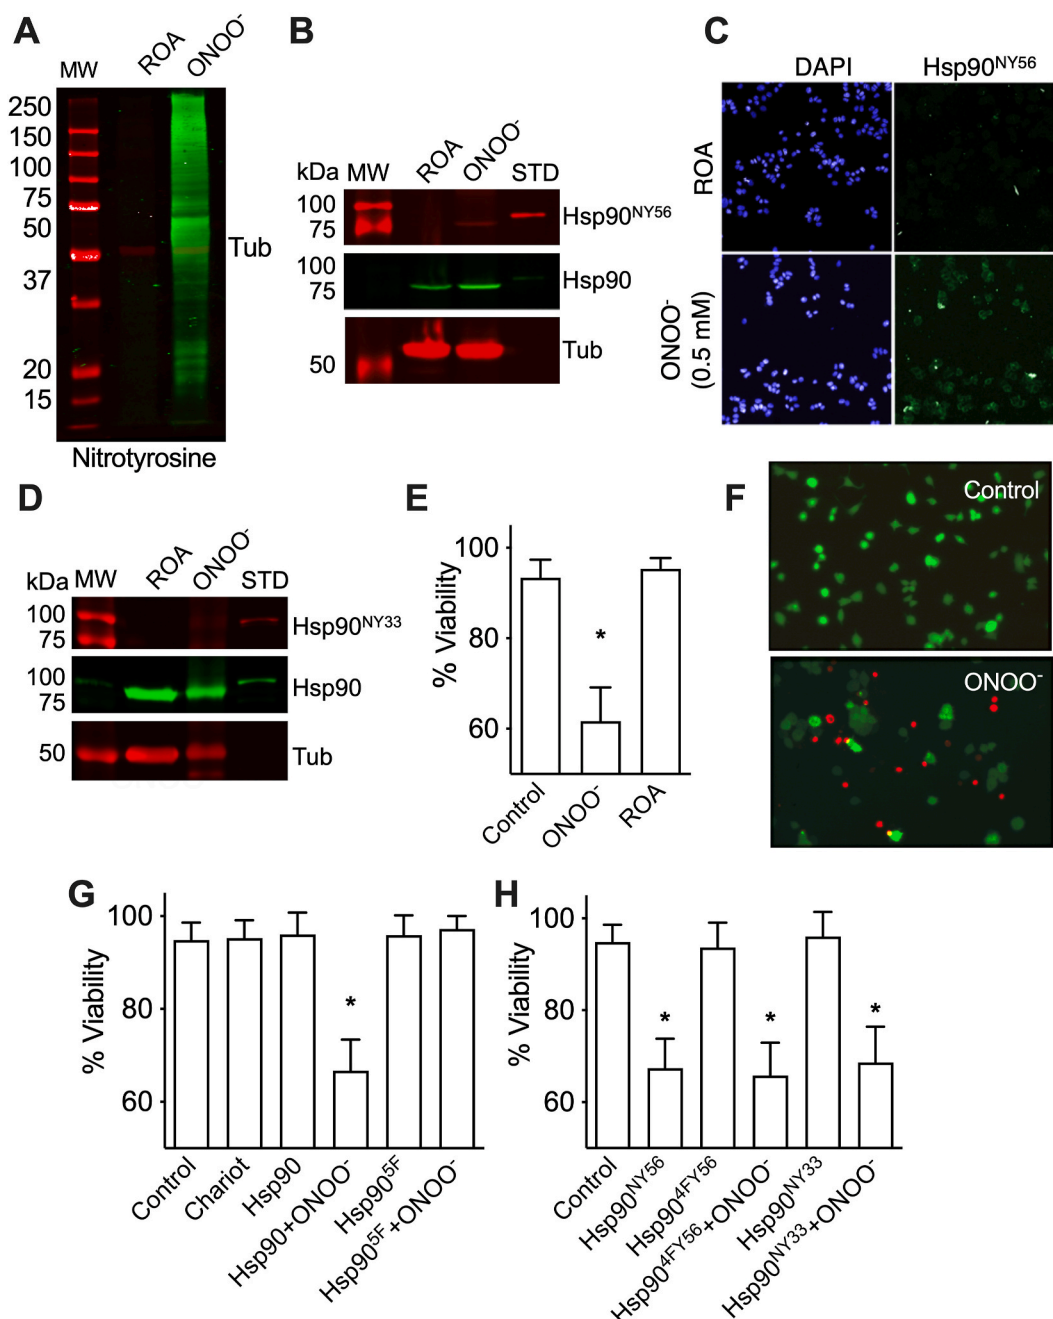 A
ROA
ONOO⁻
MW
250
150
100
75
50
37
20
15
Tub
Nitrotyrosine
B
ROA
ONOO⁻
kDa MW STD
100
75
Hsp90ᴺʸ⁵⁶
100
75
Hsp90
50
Tub
C
DAPI Hsp90ᴺʸ⁵⁶
ROA
ONOO⁻
(0.5 mM)
D
ROA
ONOO⁻
kDa MW STD
100
75
Hsp90ᴺʸ³³
100
75
Hsp90
50
Tub
E
% Viability
100
80
60
*
Control
ONOO⁻
ROA
F
Control
ONOO⁻
G
% Viability
100
80
60
*
Control
Chariot
Hsp90
Hsp90+ONOO⁻
Hsp90⁵ꟳ
Hsp90⁵ꟳ+ONOO⁻
H
% Viability
100
80
60
* * *
Control
Hsp90ᴺʸ⁵⁶
Hsp90⁴ꟳʸ⁵⁶
Hsp90⁴ꟳʸ⁵⁶+ONOO⁻
Hsp90ᴺʸ³³
Hsp90ᴺʸ³³+ONOO⁻